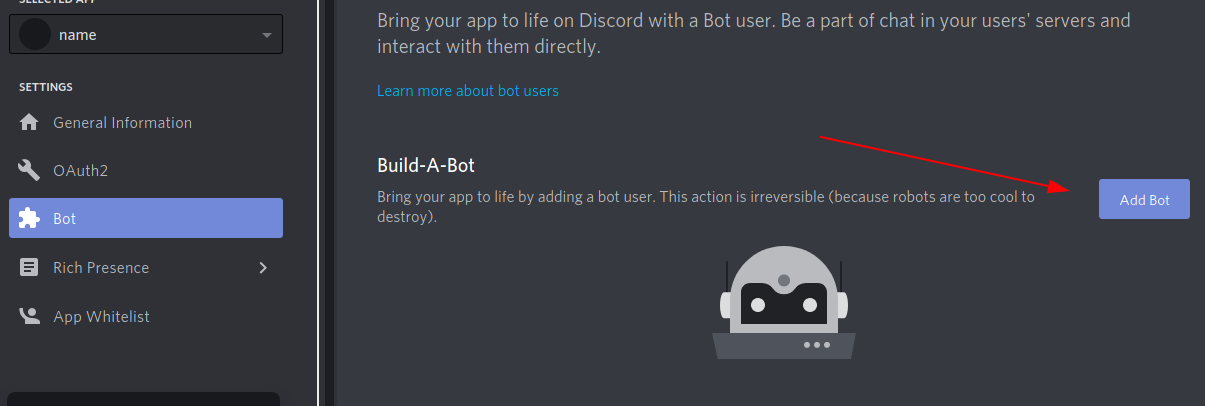 SELECTED APP
name
SETTINGS
General Information
OAuth2
Bot
Rich Presence
App Whitelist
Bring your app to life on Discord with a Bot user. Be a part of chat in your users' servers and
interact with them directly.
Learn more about bot users
Build-A-Bot
Bring your app to life by adding a bot user. This action is irreversible (because robots are too cool to
destroy).
Add Bot